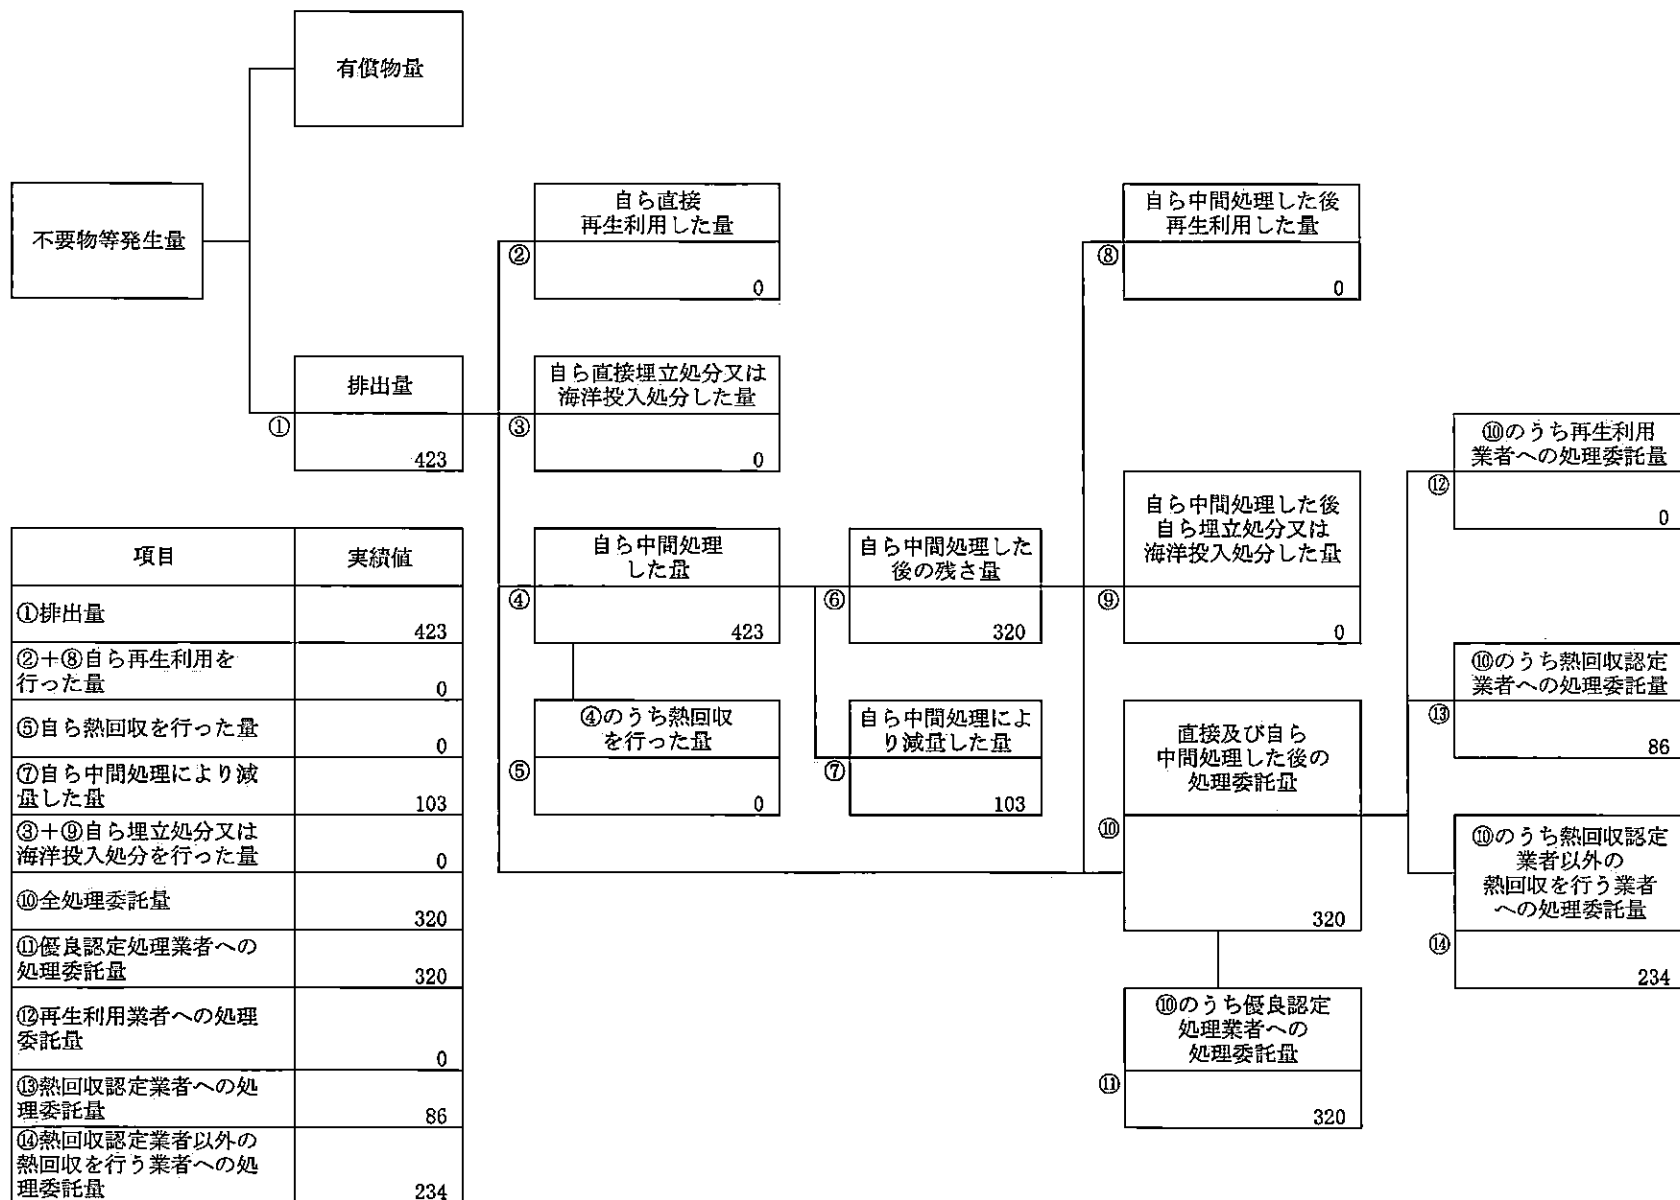 有償物量
不要物等発生量
自ら直接
再生利用した量
②
0
自ら中間処理した後
再生利用した量
⑧
0
排出量
①
423
自ら直接埋立処分又は
海洋投入処分した量
③
0
⑩のうち再生利用
業者への処理委託量
⑫
0
自ら中間処理
した量
④
423
自ら中間処理した
後の残さ量
⑥
320
自ら中間処理した後
自ら埋立処分又は
海洋投入処分した量
⑨
0
⑩のうち熱回収認定
業者への処理委託量
⑬
86
④のうち熱回収
を行った量
⑤
0
自ら中間処理によ
り減量した量
⑦
103
直接及び自ら
中間処理した後の
処理委託量
⑩
320
⑩のうち熱回収認定
業者以外の
熱回収を行う業者
への処理委託量
⑭
234
⑩のうち優良認定
処理業者への
処理委託量
⑪
320
項目 実績値
①排出量
423
②+⑧自ら再生利用を
行った量
0
⑤自ら熱回収を行った量
0
⑦自ら中間処理により減
量した量
103
③+⑨自ら埋立処分又は
海洋投入処分を行った量
0
⑩全処理委託量
320
⑪優良認定処理業者への
処理委託量
320
⑫再生利用業者への処理
委託量
0
⑬熱回収認定業者への処
理委託量
86
⑭熱回収認定業者以外の
熱回収を行う業者への処
理委託量
234